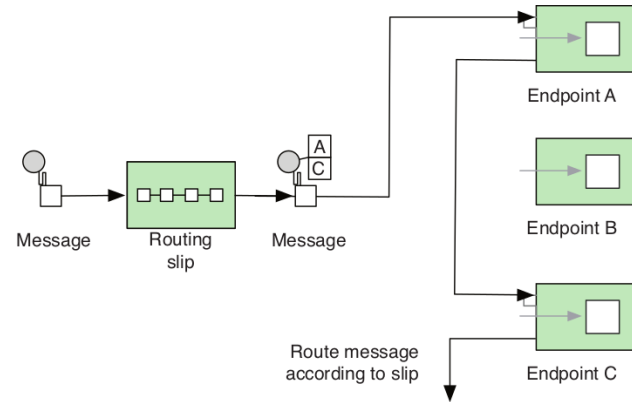 A
C
Endpoint A
Message
Routing
slip
Message
Endpoint B
Route message
according to slip
Endpoint C